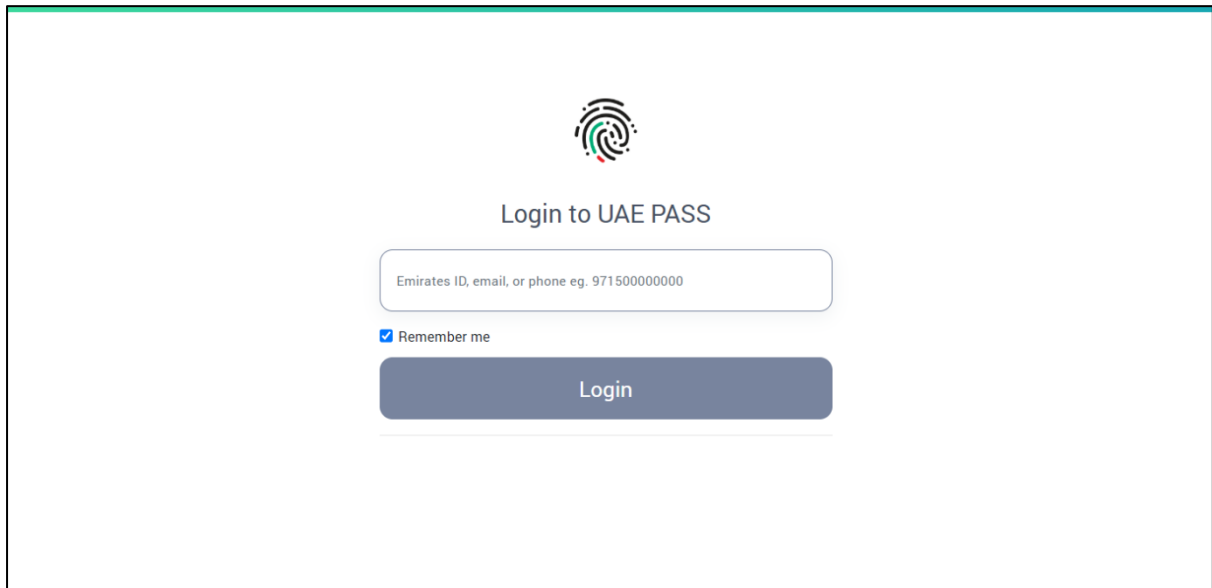 Login to UAE PASS
Emirates ID, email, or phone eg. 971500000000
Remember me
Login